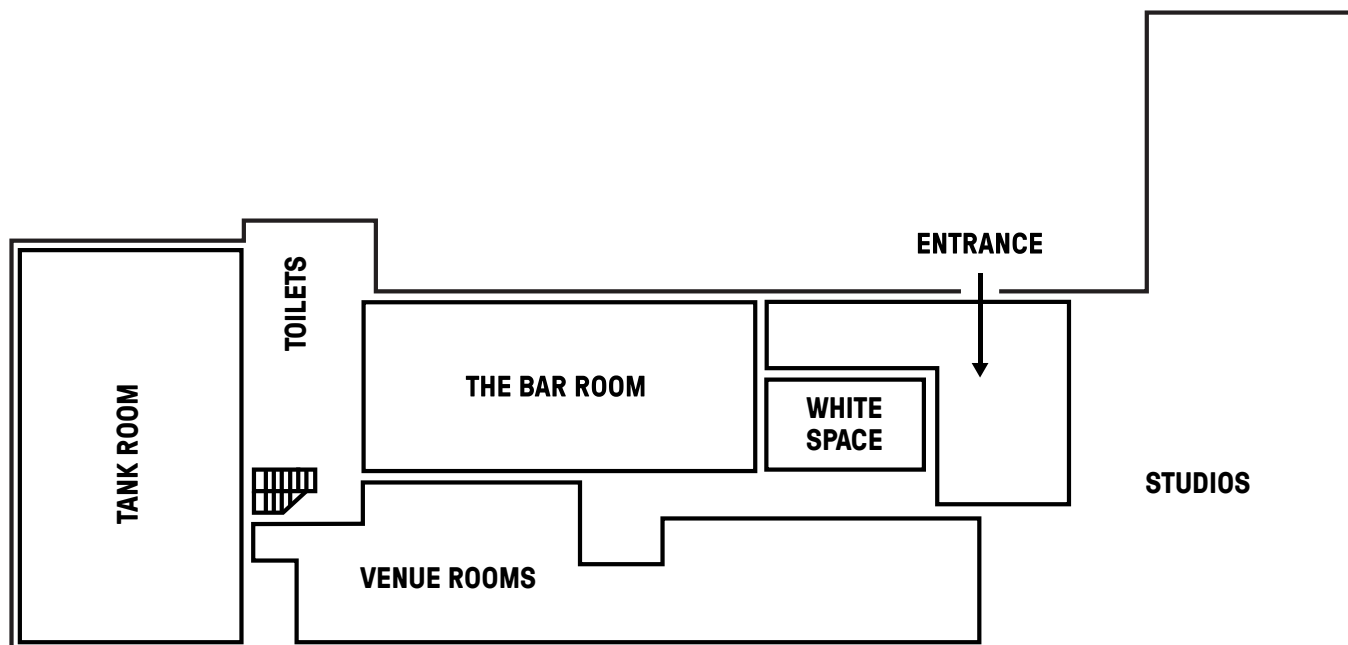 ENTRANCE
TOILETS
TANK ROOM
THE BAR ROOM
WHITE
SPACE
STUDIOS
VENUE ROOMS